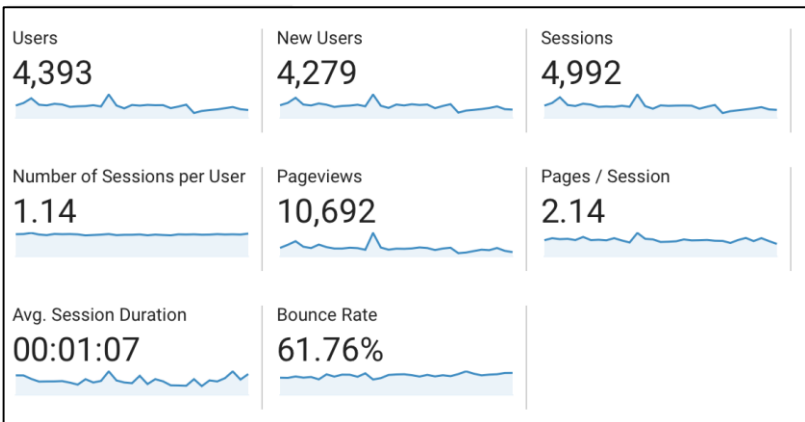 Users
4,393
New Users
4,279
Sessions
4,992
Number of Sessions per User
1.14
Pageviews
10,692
Pages / Session
2.14
Avg. Session Duration
00:01:07
Bounce Rate
61.76%